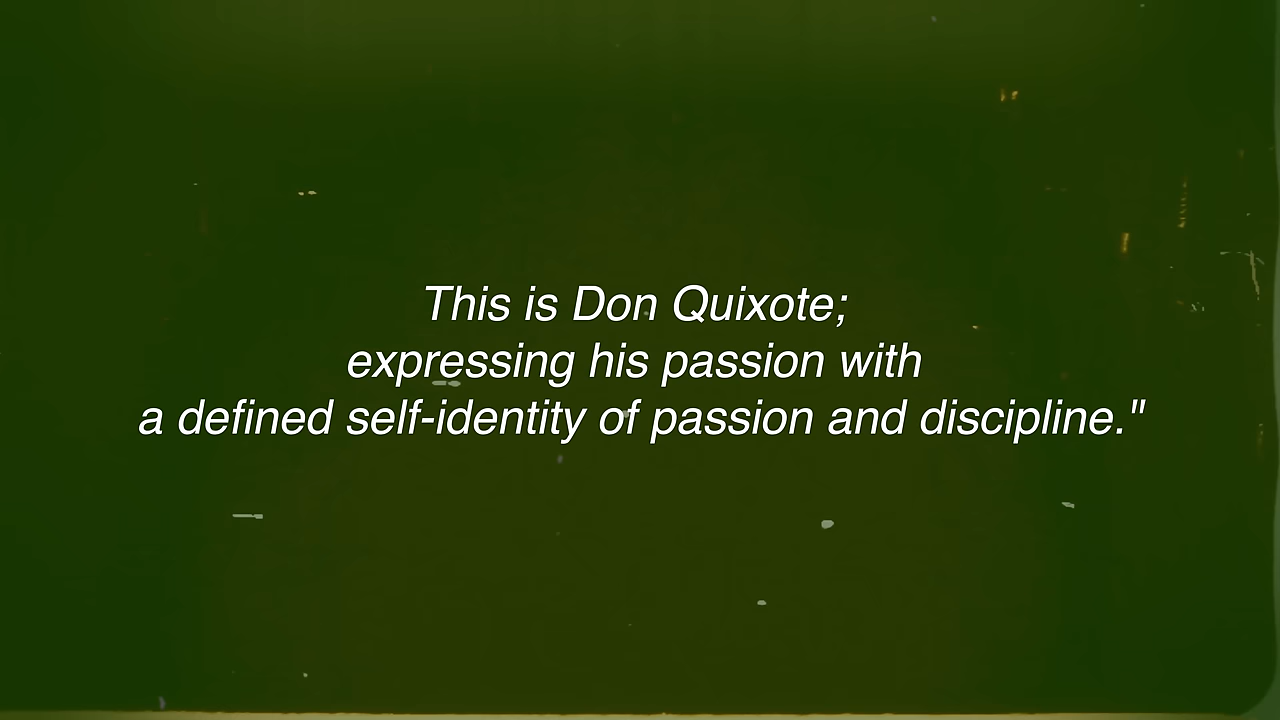 This is Don Quixote;
expressing his passion with
a defined self-identity of passion and discipline."